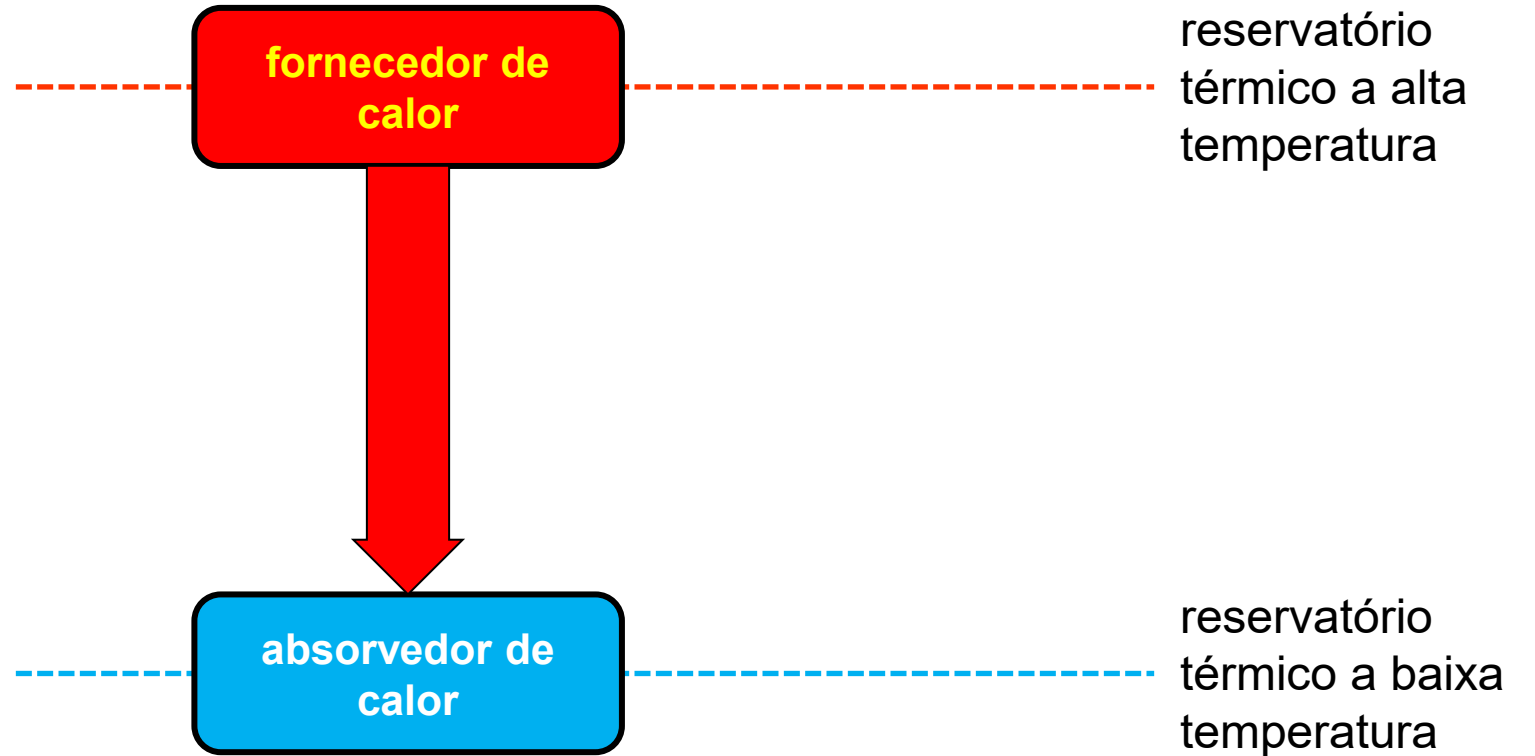 fornecedor de
calor
reservatório
térmico a alta
temperatura
absorvedor de
calor
reservatório
térmico a baixa
temperatura